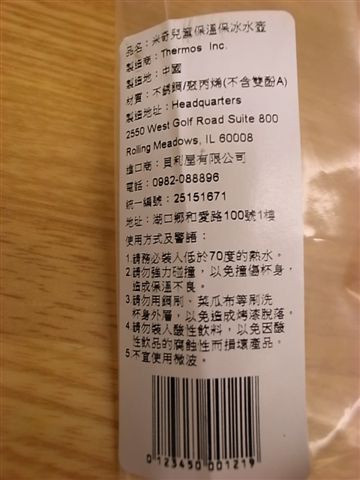 品名：米奇兒童保溫保冰水壺
製造商：Thermos Inc.
製造地：中國
材質：不銹鋼/聚丙烯(不含雙酚A)
製造地址：Headquarters
2550 West Golf Road Suite 800
Rolling Meadows, IL 60008
進口商：貝利屋有限公司
電話：0982-088896
統一編號：25151671
地址：湖口鄉和愛路100號1樓
使用方式及警語：
1.請務必裝入低於70度的熱水。
2.請勿強力碰撞，以免撞傷杯身，
造成保溫不良。
3.請勿用鋼刷、菜瓜布等刷洗
杯身外層，以免造成烤漆脫落。
4.請勿裝入酸性飲料，以免因酸
性飲品的腐蝕性而損壞產品。
5.不宜使用微波。
0 123450 001219